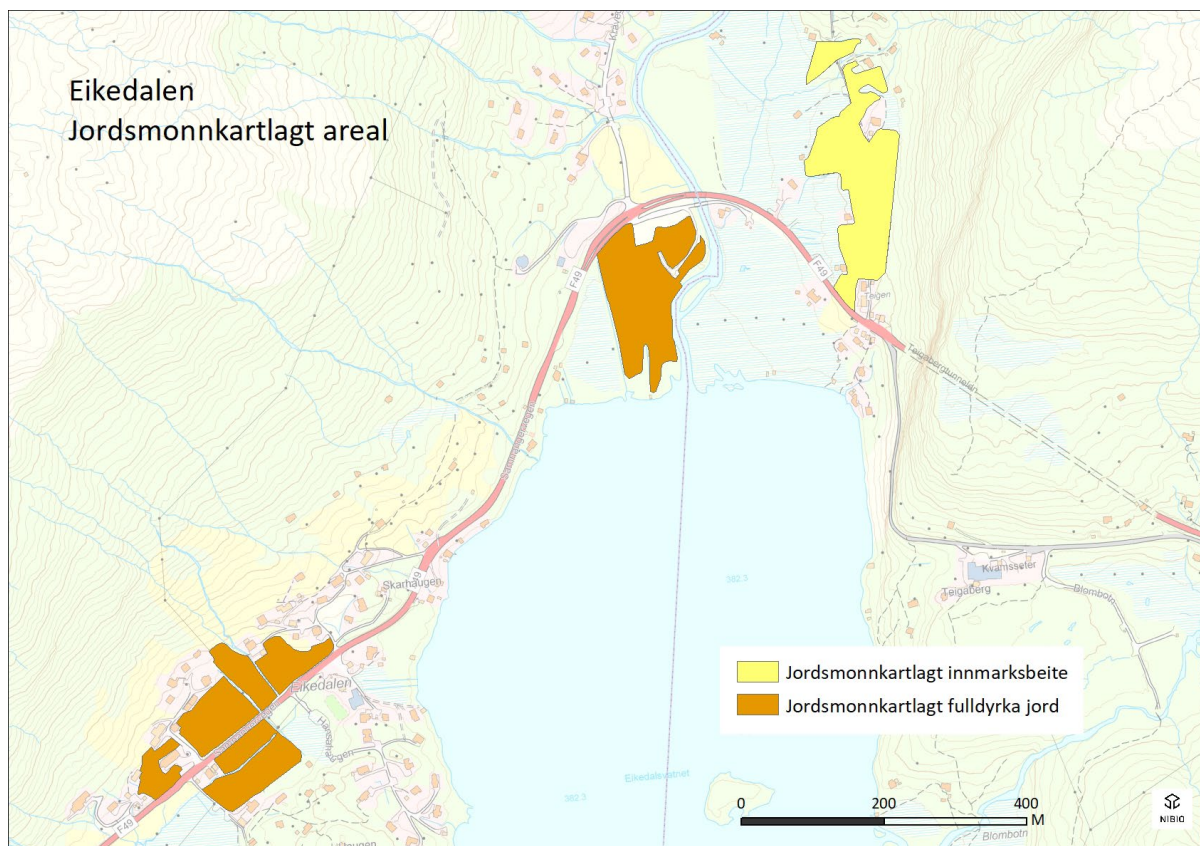 Eikedalen
Jordsmonnkartlagt areal
F49
F49
Teigen
Teigabergtunnelen
Kvamsseter
Teigaberg
Blombotn
Skarhaugen
382.3
Jordsmonnkartlagt innmarksbeite
Jordsmonnkartlagt fulldyrka jord
Eikedalen
Eikedalsvatnet
382.3
0 200 400
M
F49
NIBIO
Blombotn